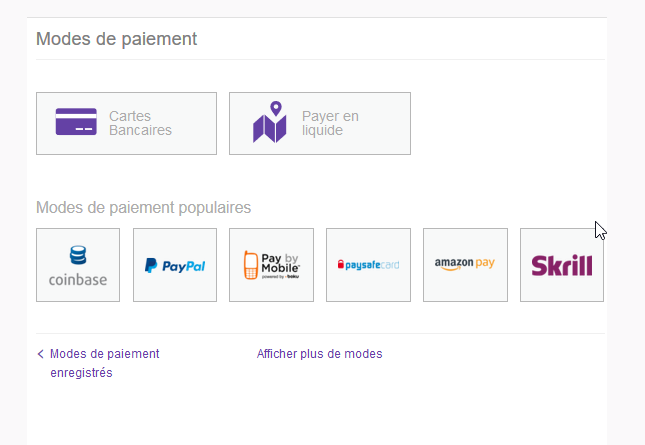 Modes de paiement
Cartes
Bancaires
Payer en
liquide
Modes de paiement populaires
coinbase
PayPal
Pay by
Mobile
powered by boku
paysafecard
amazon pay
Skrill
Modes de paiement
enregistrés
Afficher plus de modes